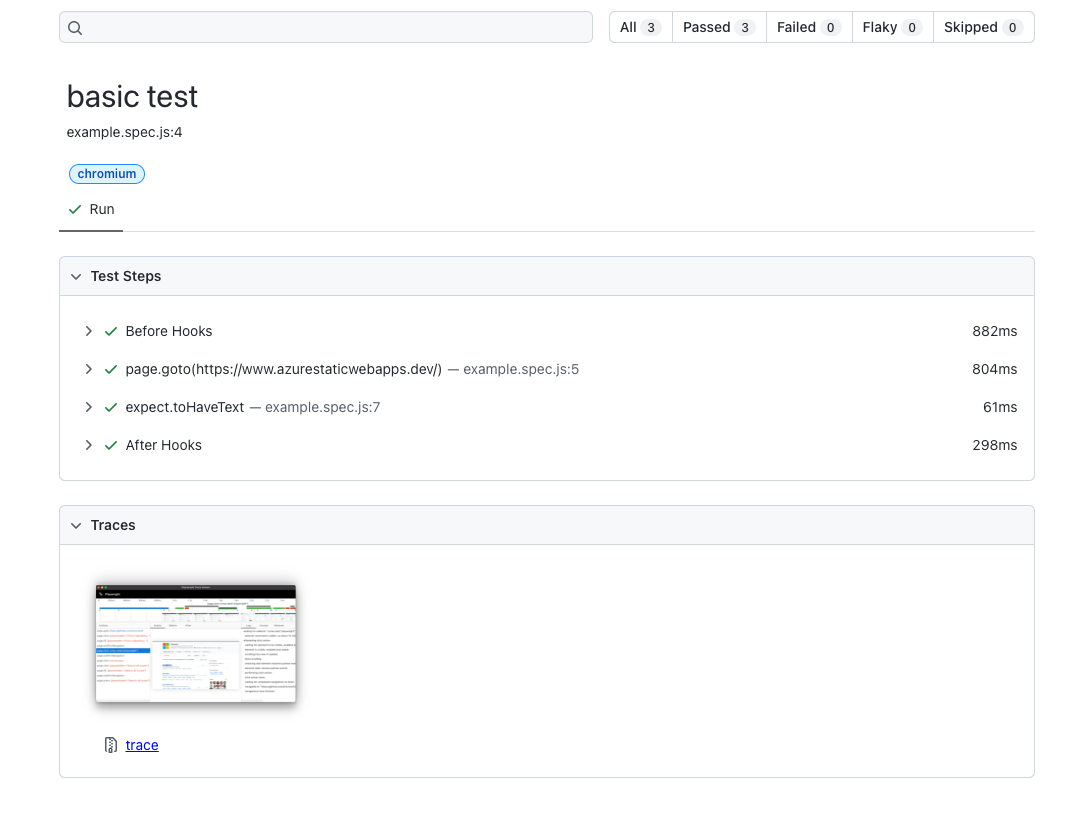 All 3 Passed 3 Failed 0 Flaky 0 Skipped 0
basic test
example.spec.js:4
chromium
Run
Test Steps
Before Hooks 882ms
page.goto(https://www.azurestaticwebapps.dev/) — example.spec.js:5 804ms
expect.toHaveText — example.spec.js:7 61ms
After Hooks 298ms
Traces
trace